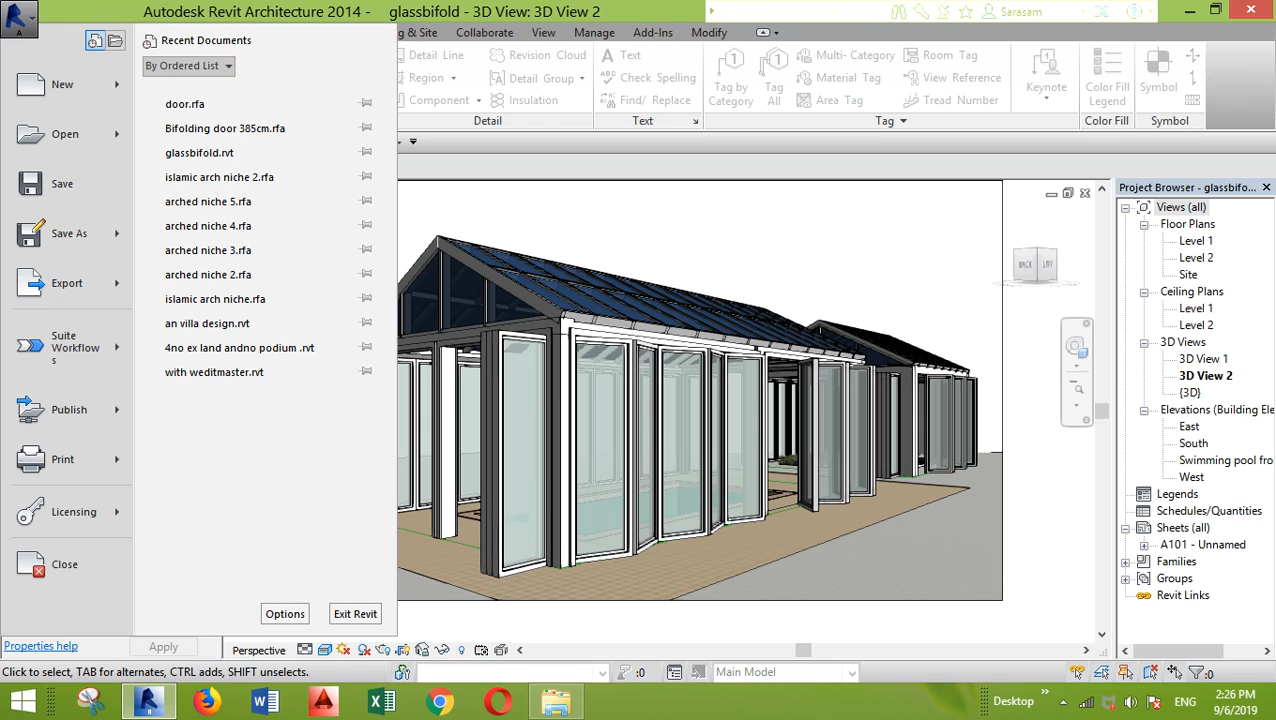 Autodesk Revit Architecture 2014 - glassbifold - 3D View: 3D View 2
Sarasam
& Site Collaborate View Manage Add-Ins Modify
Recent Documents
By Ordered List
New
Open
Save
Save As
Export
Suite
Workflow
s
Publish
Print
Licensing
Close
door.rfa
Bifolding door 385cm.rfa
glassbifold.rvt
islamic arch niche 2.rfa
arched niche 5.rfa
arched niche 4.rfa
arched niche 3.rfa
arched niche 2.rfa
islamic arch niche.rfa
an villa design.rvt
4no ex land andno podium .rvt
with weditmaster.rvt
Options
Exit Revit
Detail Line
Region
Component
Revision Cloud
Detail Group
Insulation
Detail
Text
Check Spelling
Find/ Replace
Text
Tag by
Category
Tag
All
Multi- Category
Material Tag
Area Tag
Room Tag
View Reference
Tread Number
Tag
Keynote
Color Fill
Legend
Color Fill
Symbol
Symbol
BACK
Project Browser - glassbifo...
Views (all)
Floor Plans
Level 1
Level 2
Site
Ceiling Plans
Level 1
Level 2
3D Views
3D View 1
3D View 2
{3D}
Elevations (Building Ele
East
South
Swimming pool fro
West
Legends
Schedules/Quantities
Sheets (all)
A101 - Unnamed
Families
Groups
Revit Links
Properties help
Apply
Perspective
Click to select, TAB for alternates, CTRL adds, SHIFT unselects.
:0
Main Model
:0
Desktop
ENG
2:26 PM
9/6/2019